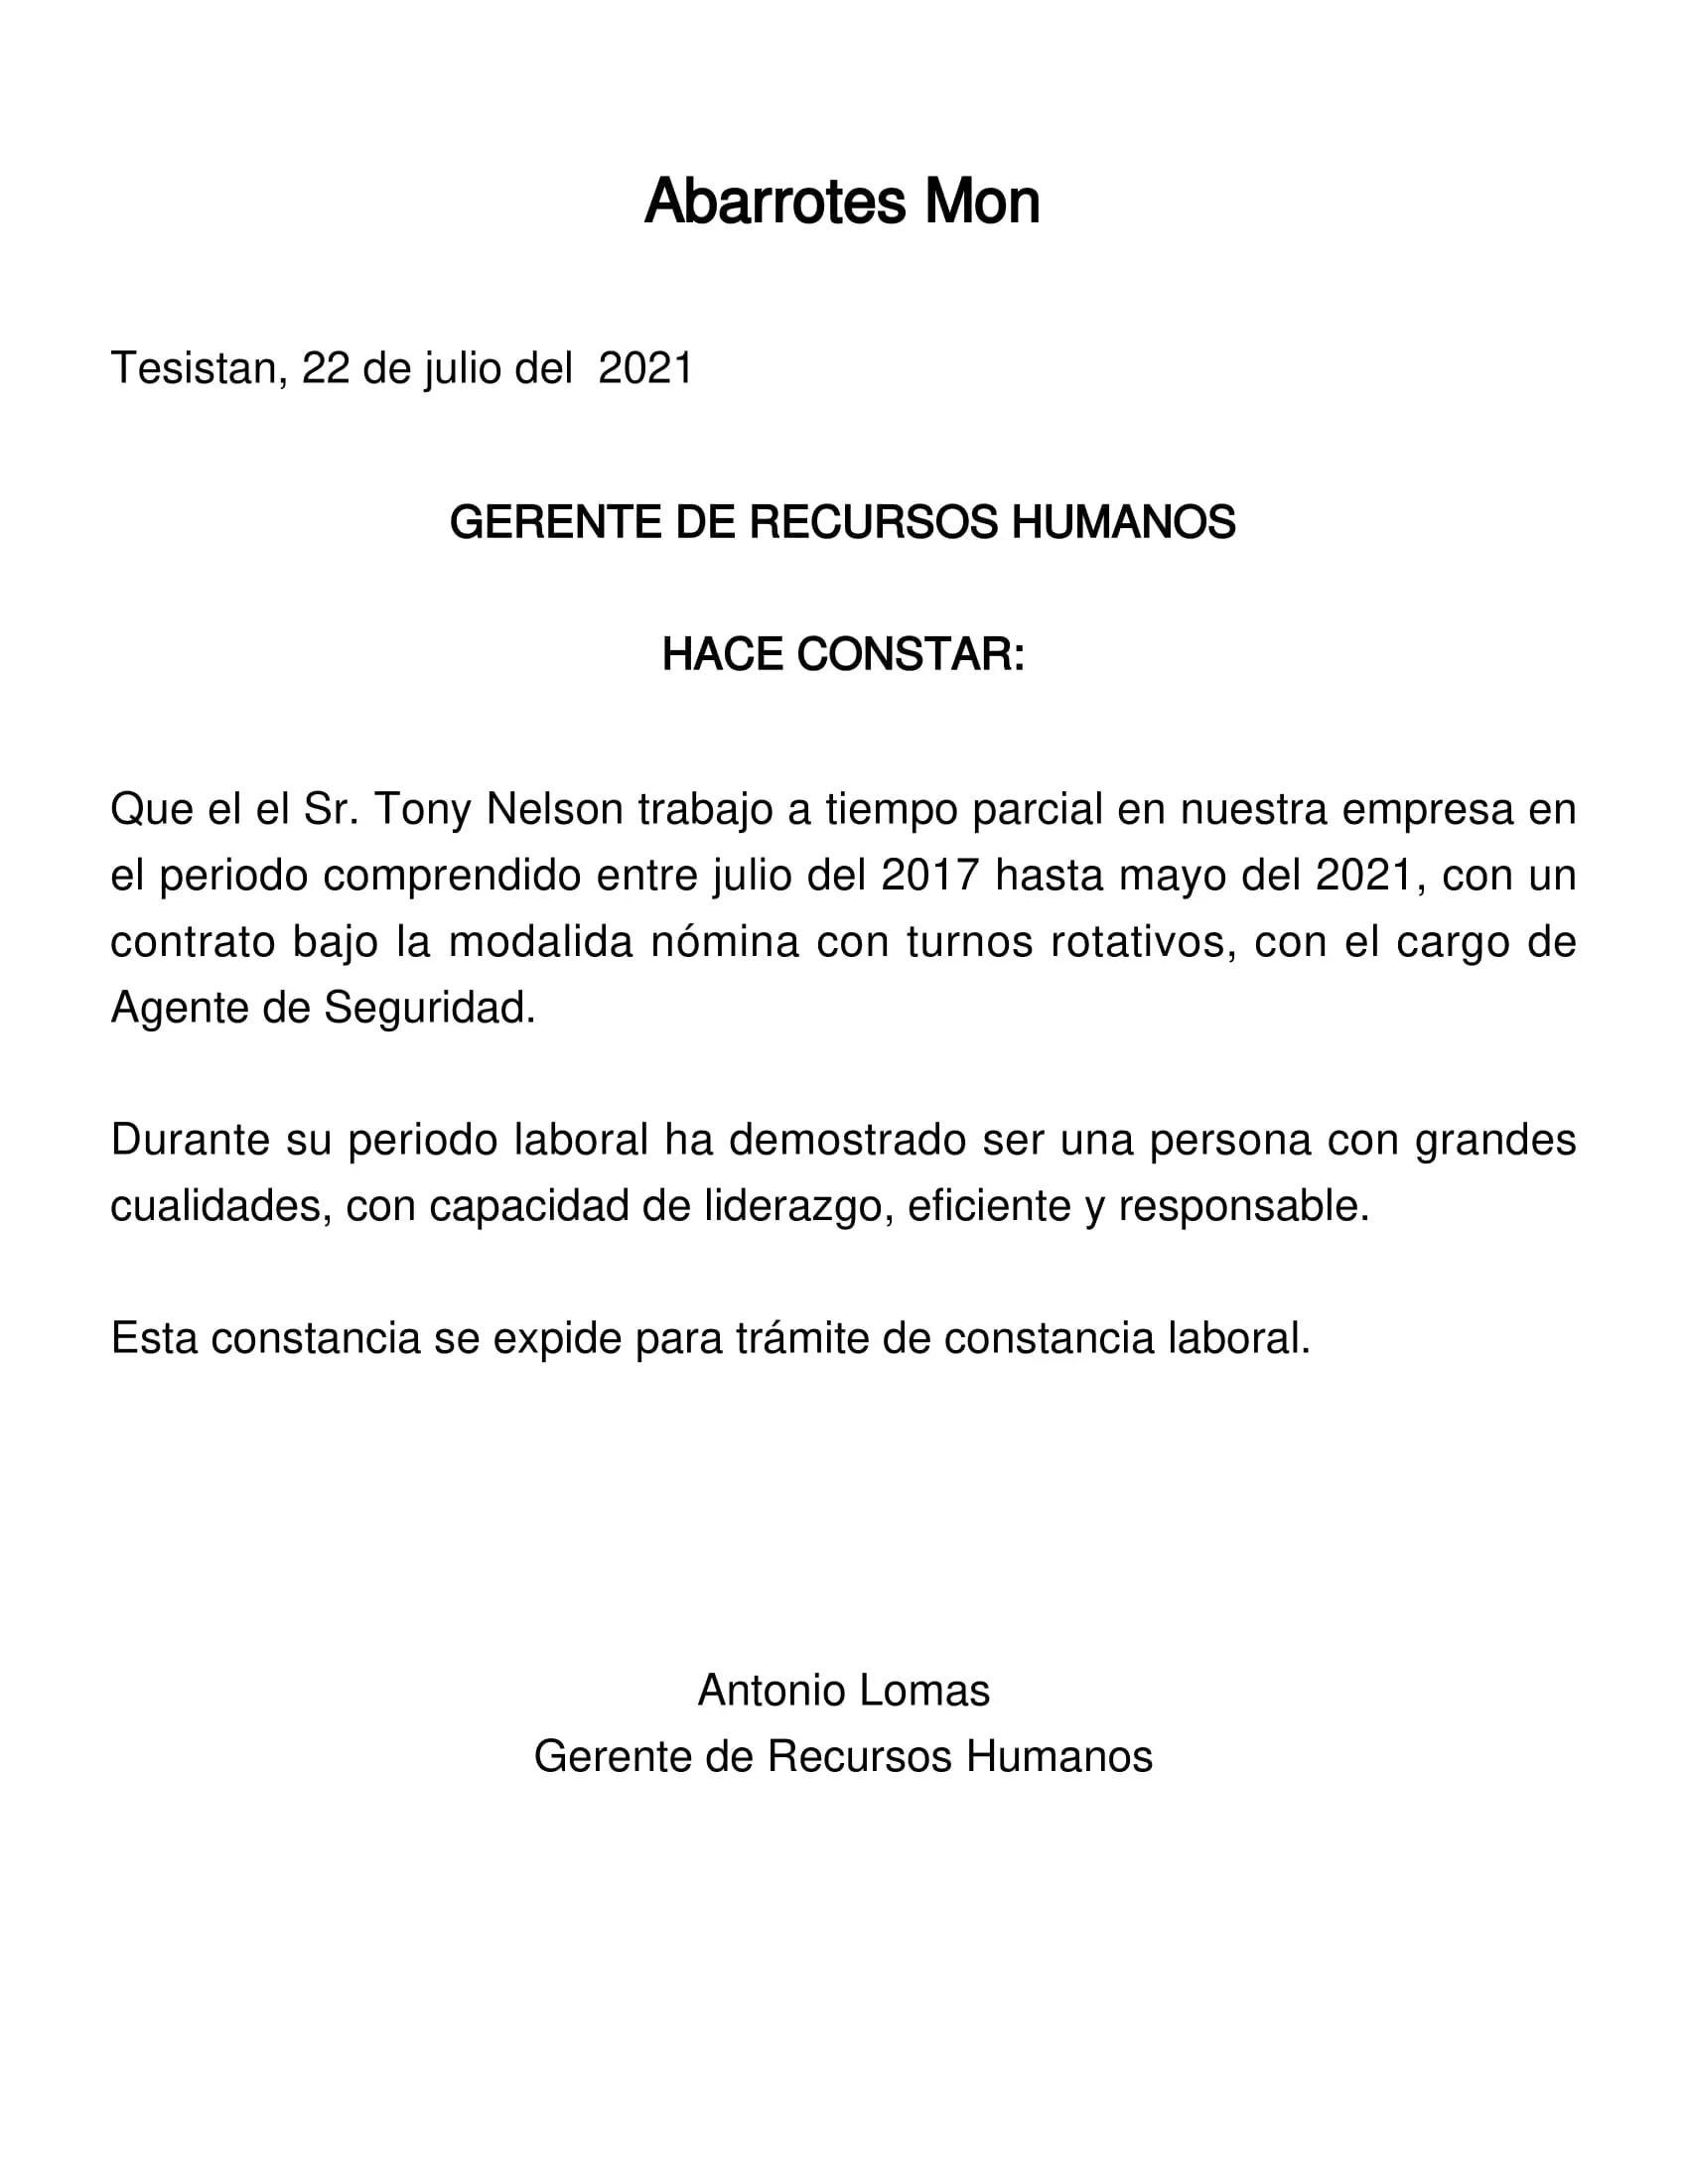 Abarrotes Mon
Tesistan, 22 de julio del  2021
GERENTE DE RECURSOS HUMANOS
HACE CONSTAR:
Que el el Sr. Tony Nelson trabajo a tiempo parcial en nuestra empresa en
el periodo comprendido entre julio del 2017 hasta mayo del 2021, con un
contrato bajo la modalida nómina con turnos rotativos, con el cargo de
Agente de Seguridad.
Durante su periodo laboral ha demostrado ser una persona con grandes
cualidades, con capacidad de liderazgo, eficiente y responsable.
Esta constancia se expide para trámite de constancia laboral.
Antonio Lomas
Gerente de Recursos Humanos